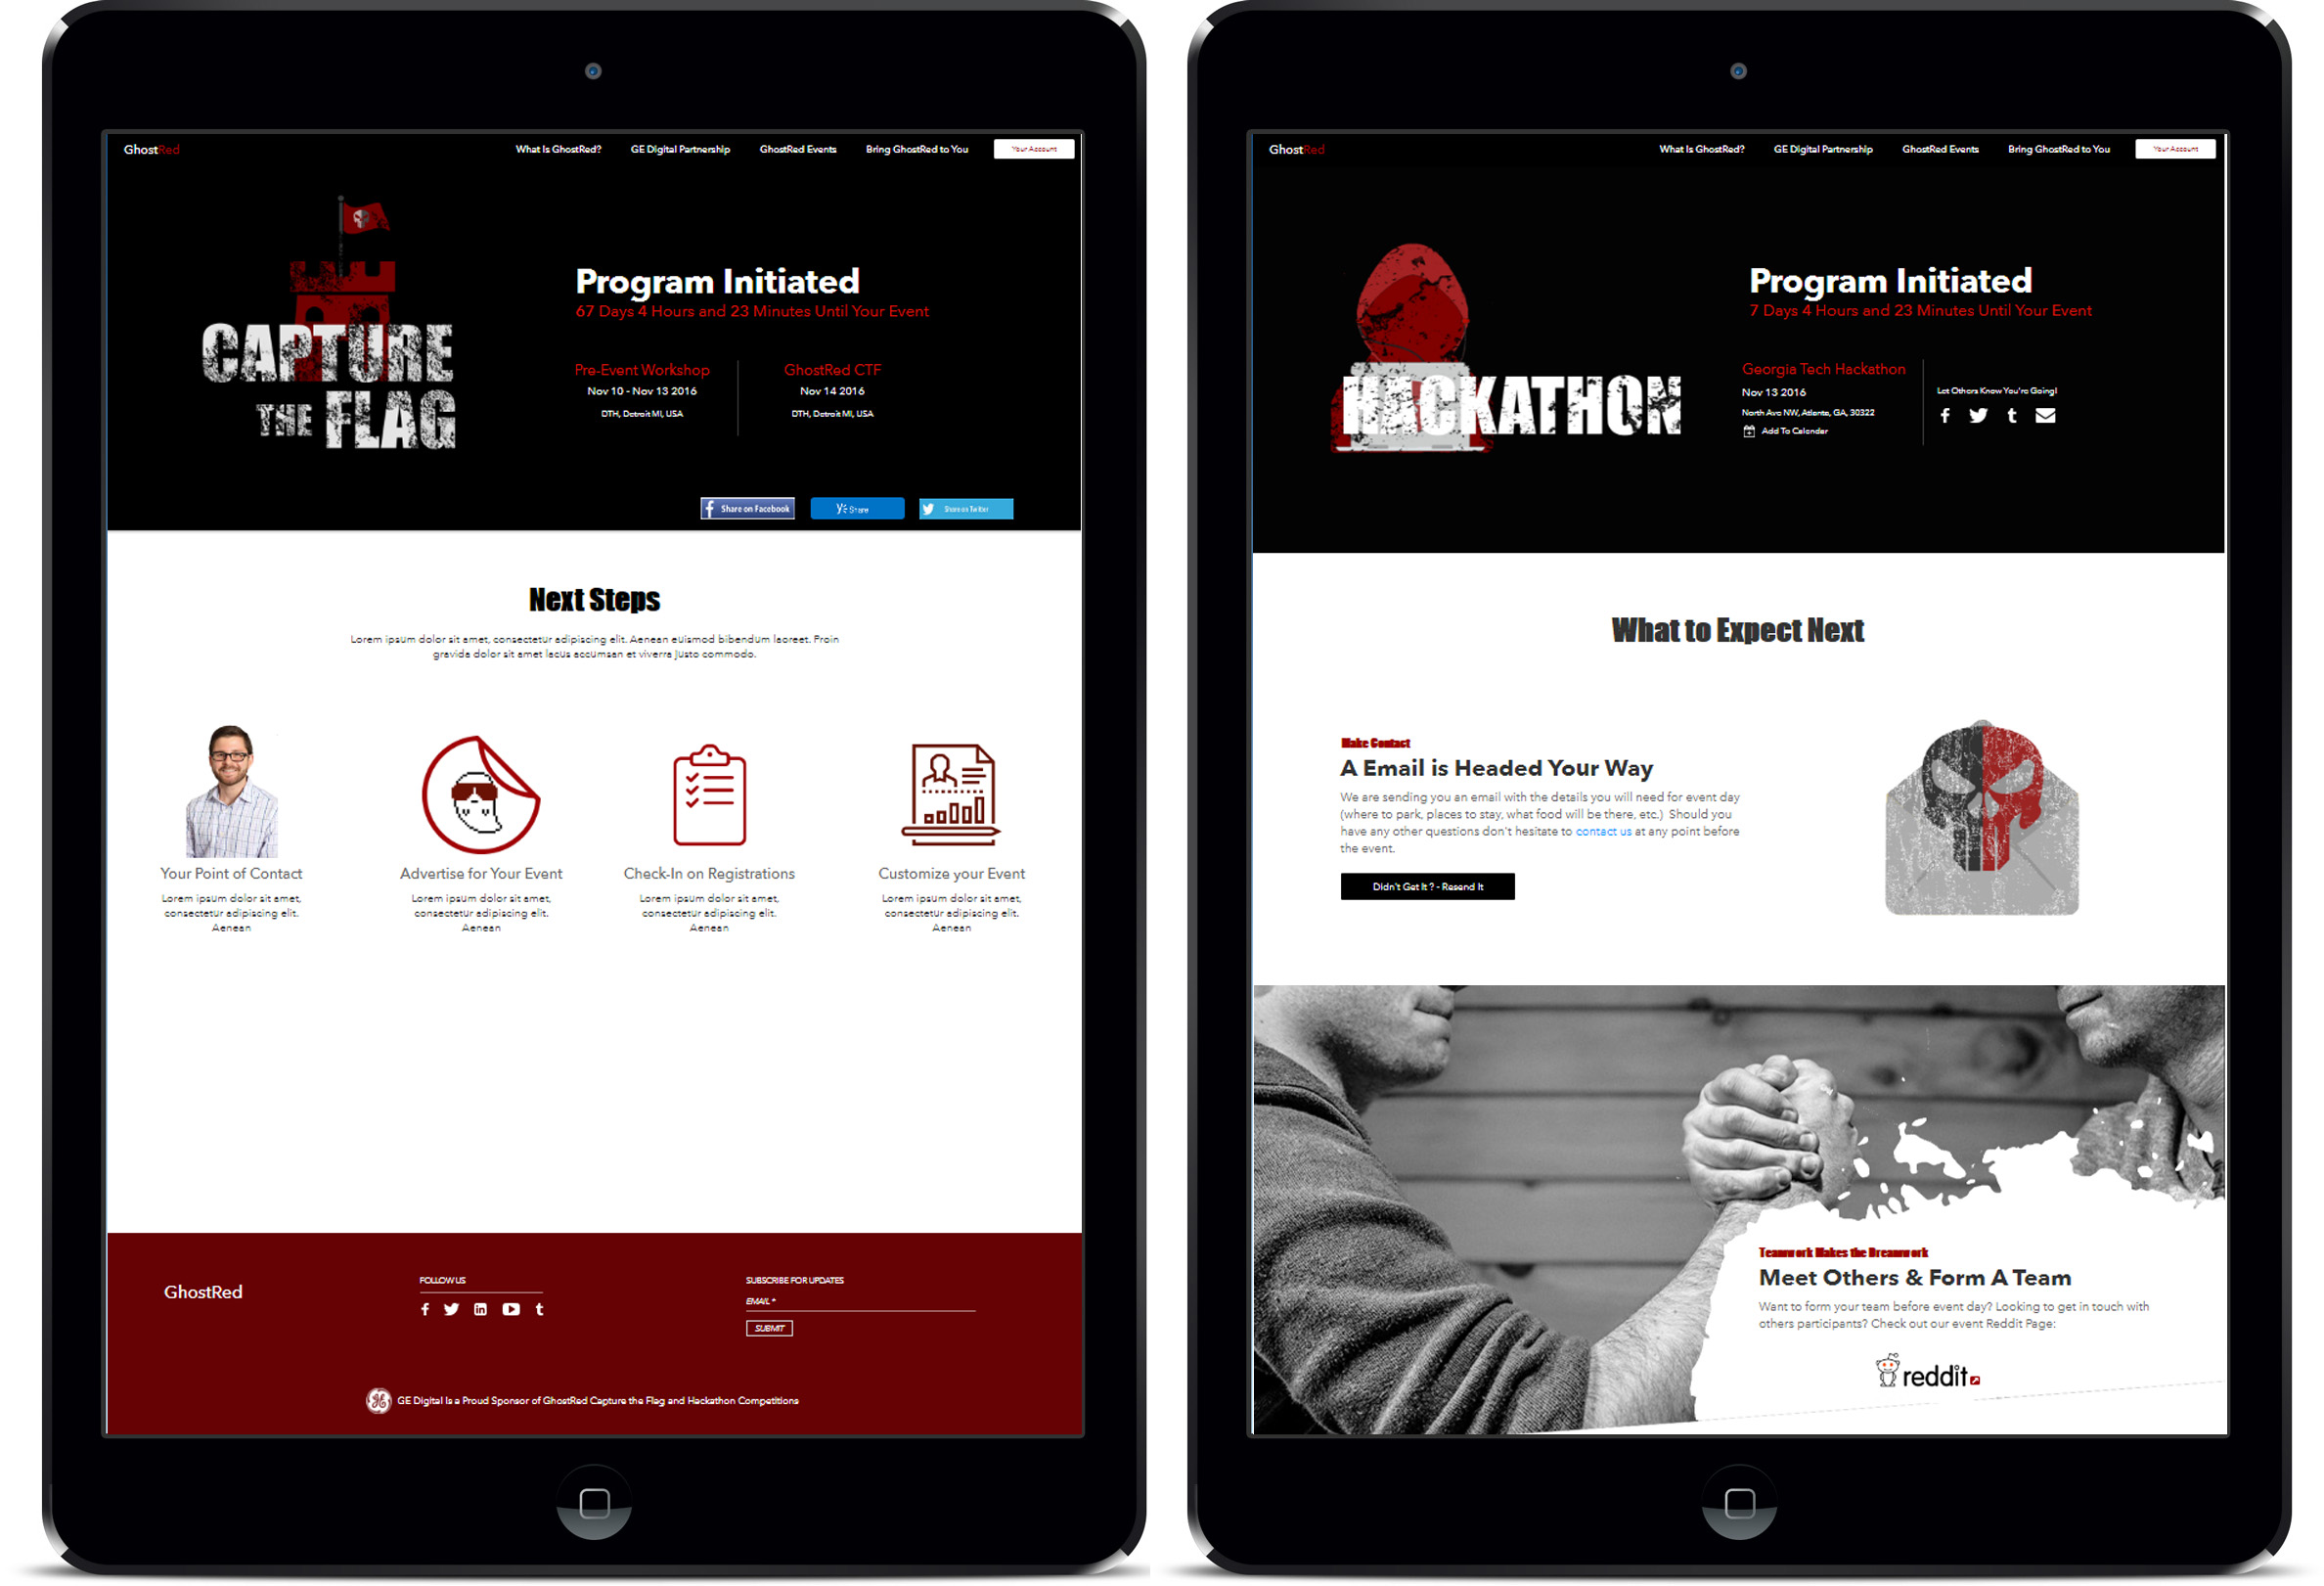 GhostRed
What Is GhostRed?
GE Digital Partnership
GhostRed Events
Bring GhostRed to You
Your Account
CAPTURE
THE FLAG
Program Initiated
67 Days 4 Hours and 23 Minutes Until Your Event
Pre-Event Workshop
Nov 10 - Nov 13 2016
DTH, Detroit MI, USA
GhostRed CTF
Nov 14 2016
DTH, Detroit MI, USA
Share on Facebook
Share
Share on Twitter
Next Steps
Lorem ipsum dolor sit amet, consectetur adipiscing elit. Aenean euismod bibendum laoreet. Proin
gravida dolor sit amet lacus accumsan et viverra justo commodo.
Your Point of Contact
Lorem ipsum dolor sit amet,
consectetur adipiscing elit.
Aenean
Advertise for Your Event
Lorem ipsum dolor sit amet,
consectetur adipiscing elit.
Aenean
Check-In on Registrations
Lorem ipsum dolor sit amet,
consectetur adipiscing elit.
Aenean
Customize your Event
Lorem ipsum dolor sit amet,
consectetur adipiscing elit.
Aenean
GhostRed
FOLLOW US
SUBSCRIBE FOR UPDATES
EMAIL *
SUBMIT
GE Digital Is a Proud Sponsor of GhostRed Capture the Flag and Hackathon Competitions
GhostRed
What Is GhostRed?
GE Digital Partnership
GhostRed Events
Bring GhostRed to You
Your Account
HACKATHON
Program Initiated
7 Days 4 Hours and 23 Minutes Until Your Event
Georgia Tech Hackathon
Nov 13 2016
North Ave NW, Atlanta, GA, 30322
Add To Calendar
Let Others Know You're Going!
What to Expect Next
Make Contact
A Email is Headed Your Way
We are sending you an email with the details you will need for event day
(where to park, places to stay, what food will be there, etc.) Should you
have any other questions don't hesitate to contact us at any point before
the event.
Didn't Get It ? - Resend It
Teamwork Makes the Dreamwork
Meet Others & Form A Team
Want to form your team before event day? Looking to get in touch with
others participants? Check out our event Reddit Page:
reddit